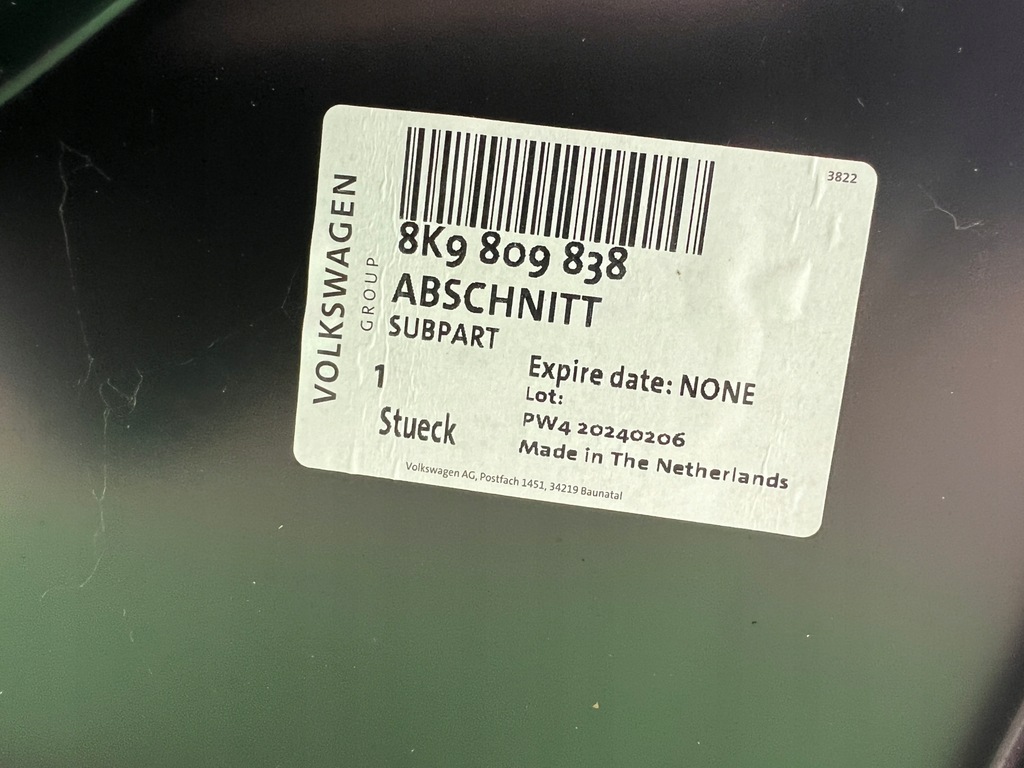 VOLKSWAGEN
GROUP
3822
8K9 809 838
ABSCHNITT
SUBPART
1
Stueck
Expire date: NONE
Lot:
PW4 20240206
Made in The Netherlands
Volkswagen AG, Postfach 1451, 34219 Baunatal